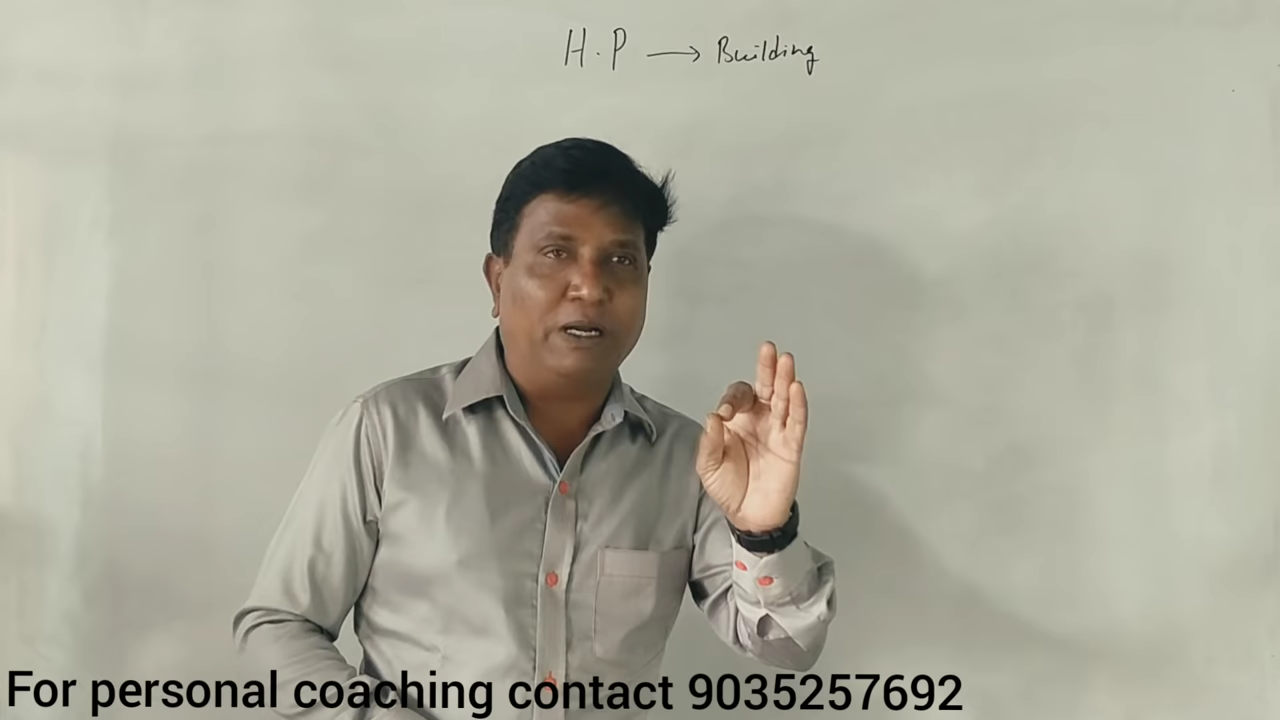 H.P → Building
For personal coaching contact 9035257692